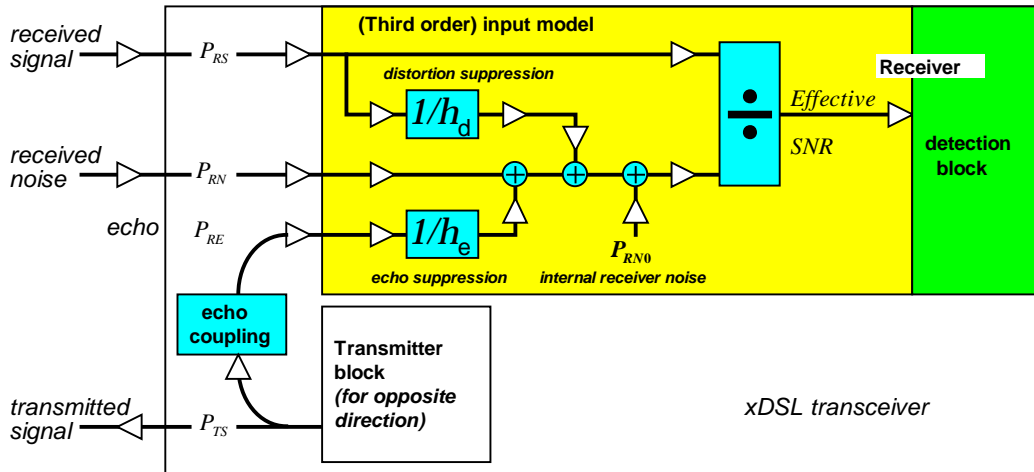 (Third order) input model
received
signal
P_RS
distortion suppression
Receiver
1/h_d
Effective
SNR
detection
block
received
noise
P_RN
+
+
+
echo
P_RE
1/h_e
P_RN0
echo suppression
internal receiver noise
echo
coupling
Transmitter
block
(for opposite
direction)
transmitted
signal
P_TS
xDSL transceiver